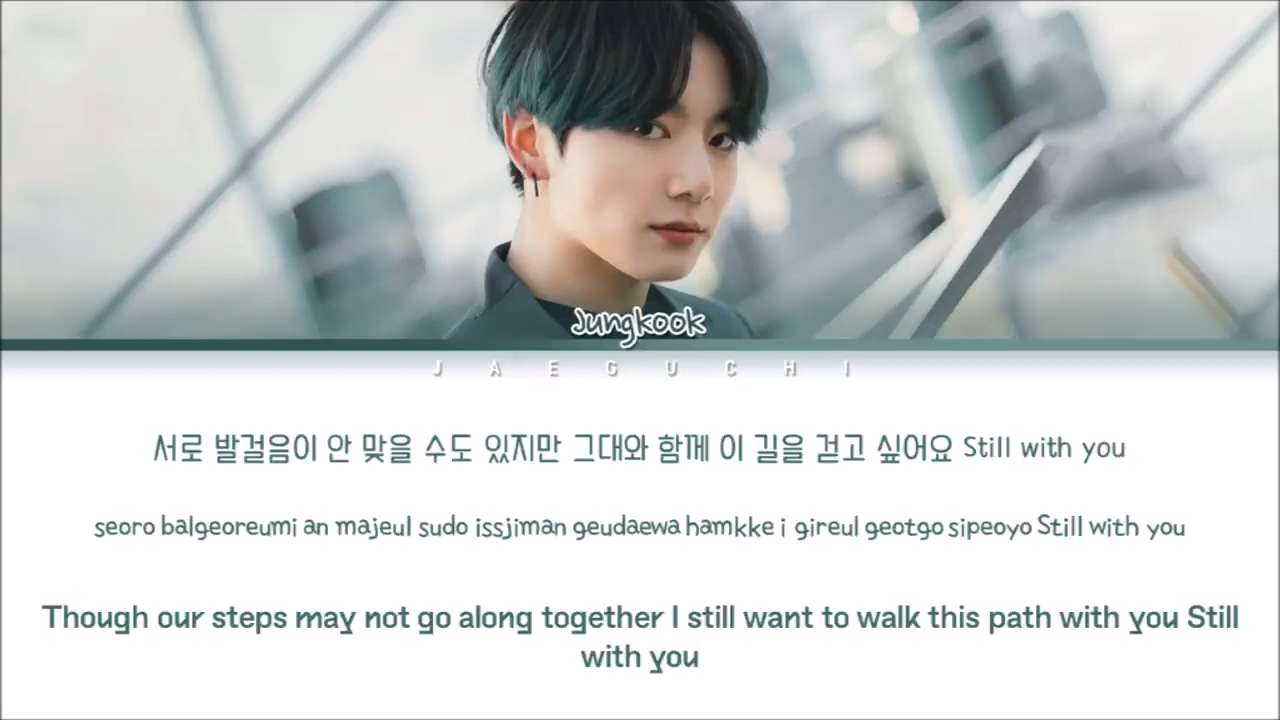 Jungkook
JAEGUCHI
서로 발걸음이 안 맞을 수도 있지만 그대와 함께 이 길을 걷고 싶어요 Still with you
seoro balgeoreumi an majeul sudo issjiman geudaewa hamkke i gireul geotgo sipeoyo Still with you
Though our steps may not go along together I still want to walk this path with you Still
with you